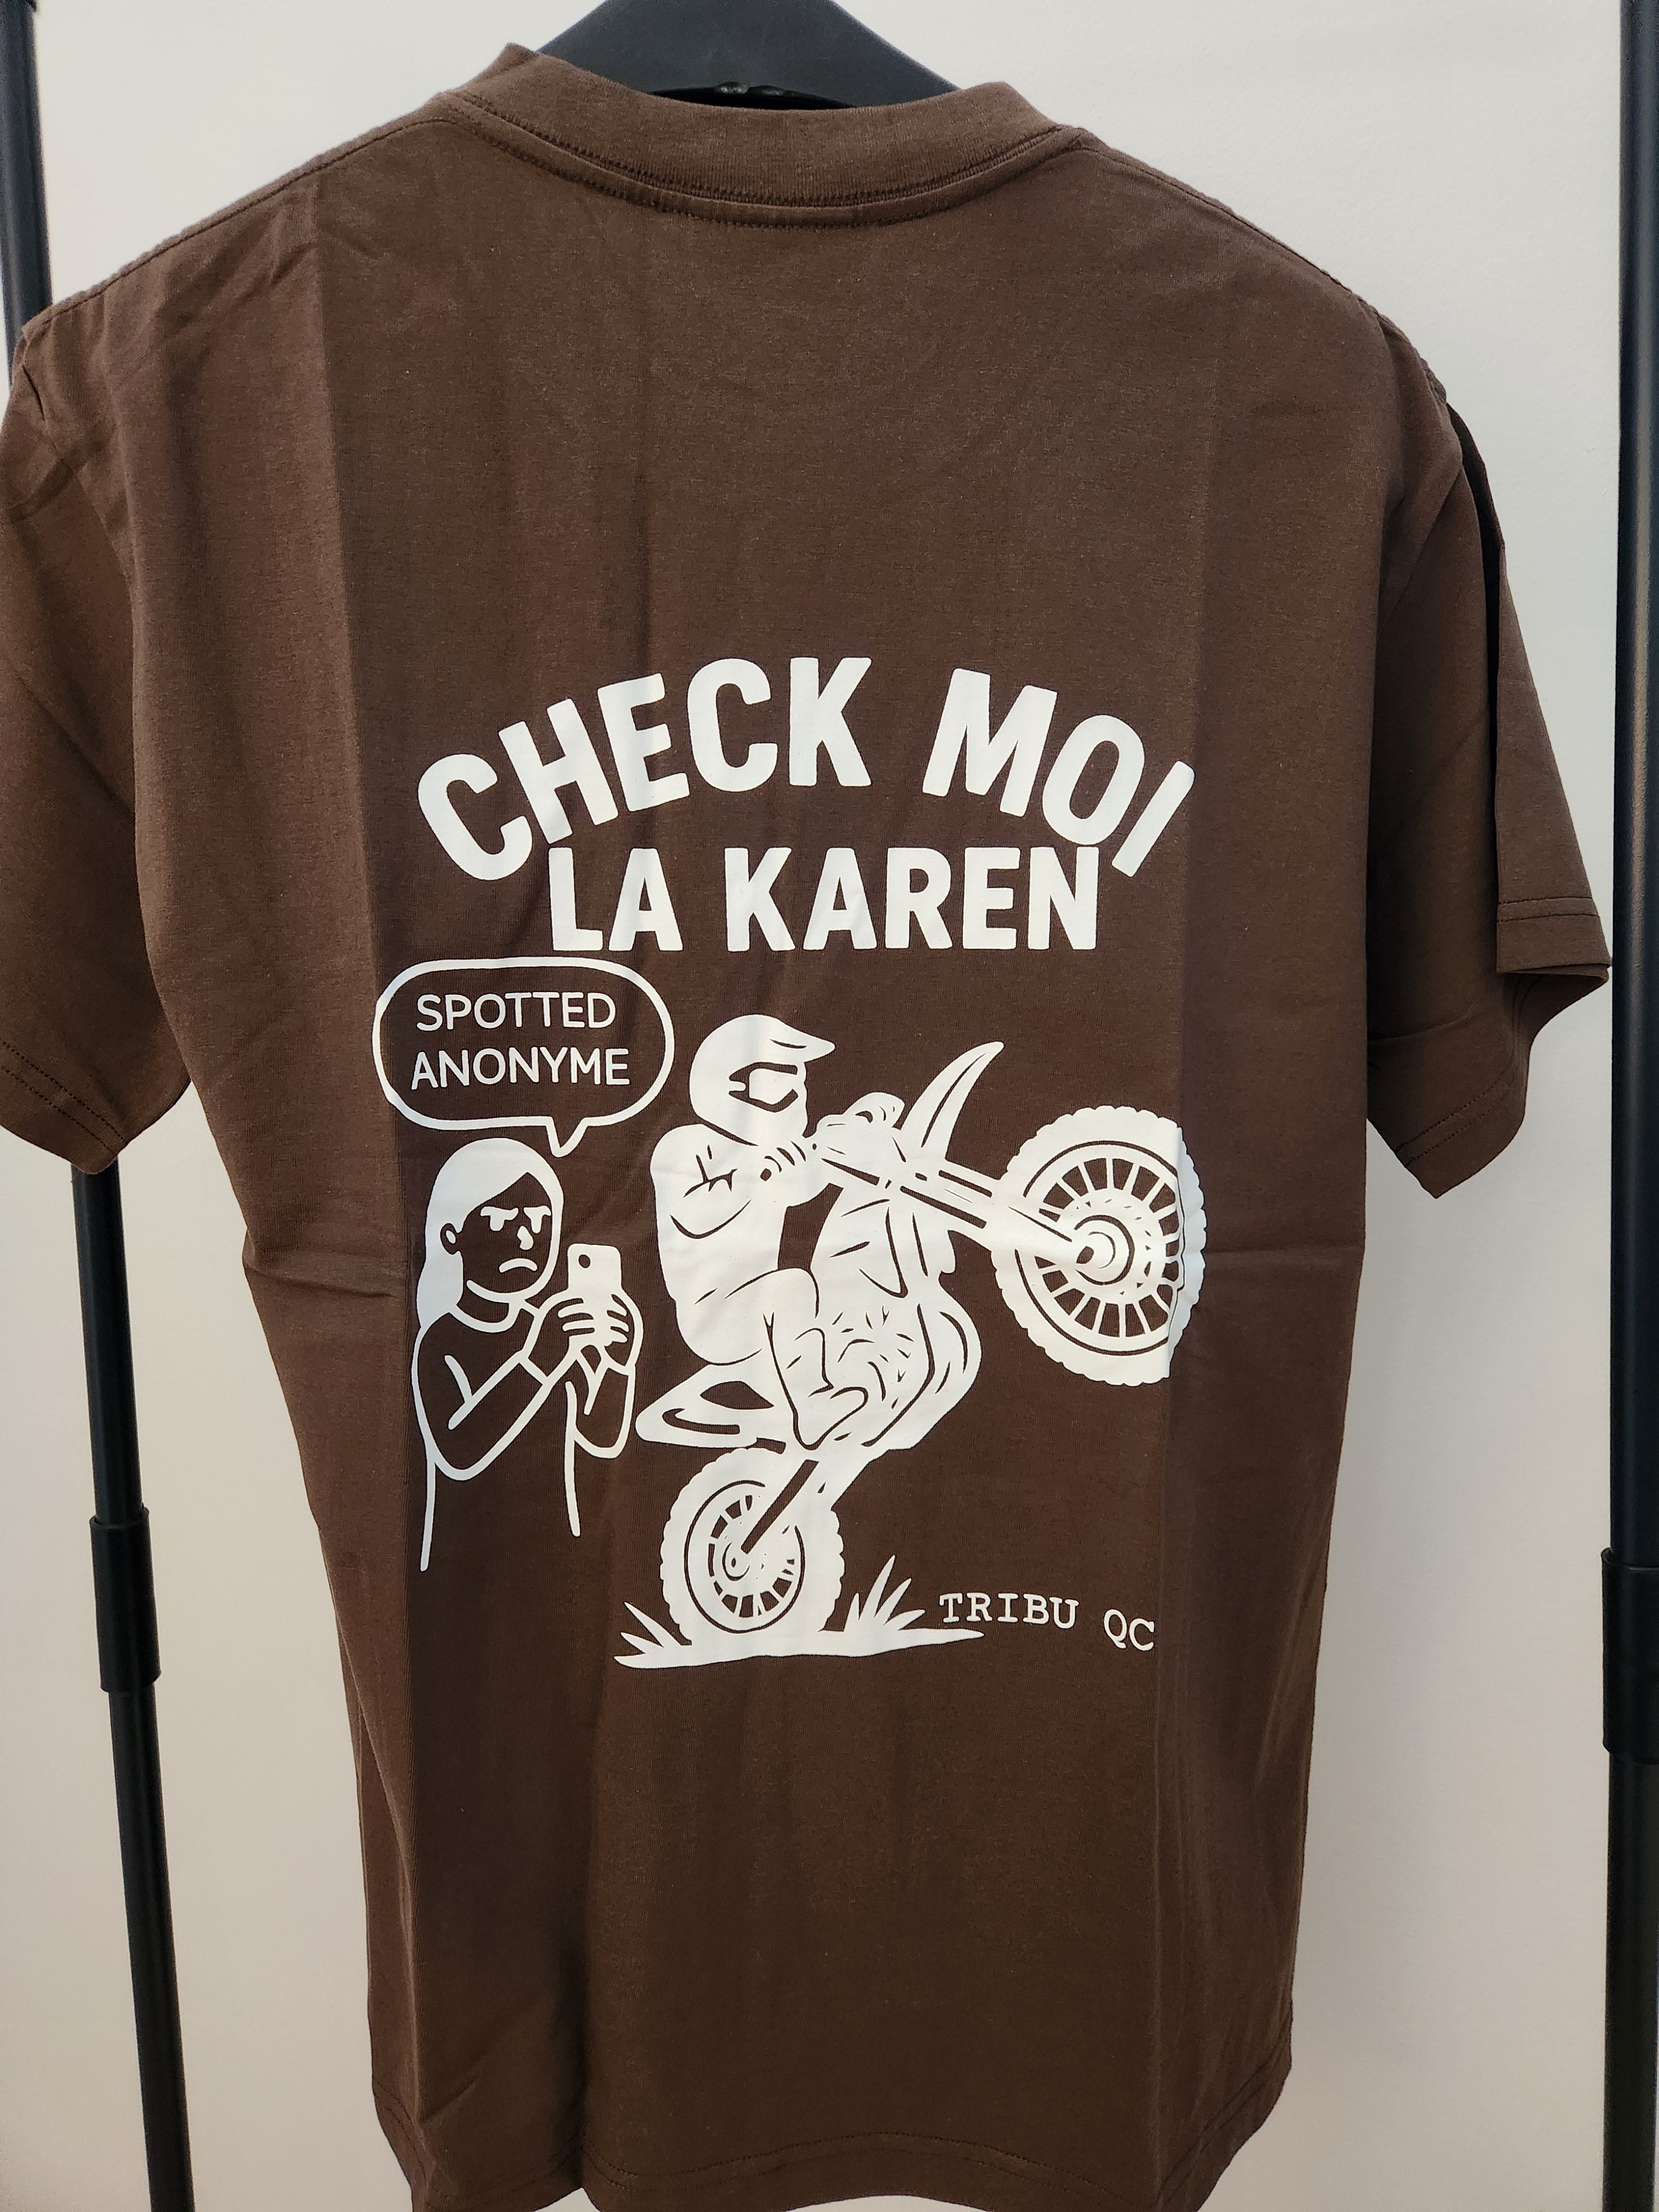 CHECK MOI
LA KAREN
SPOTTED
ANONYME
TRIBU QC